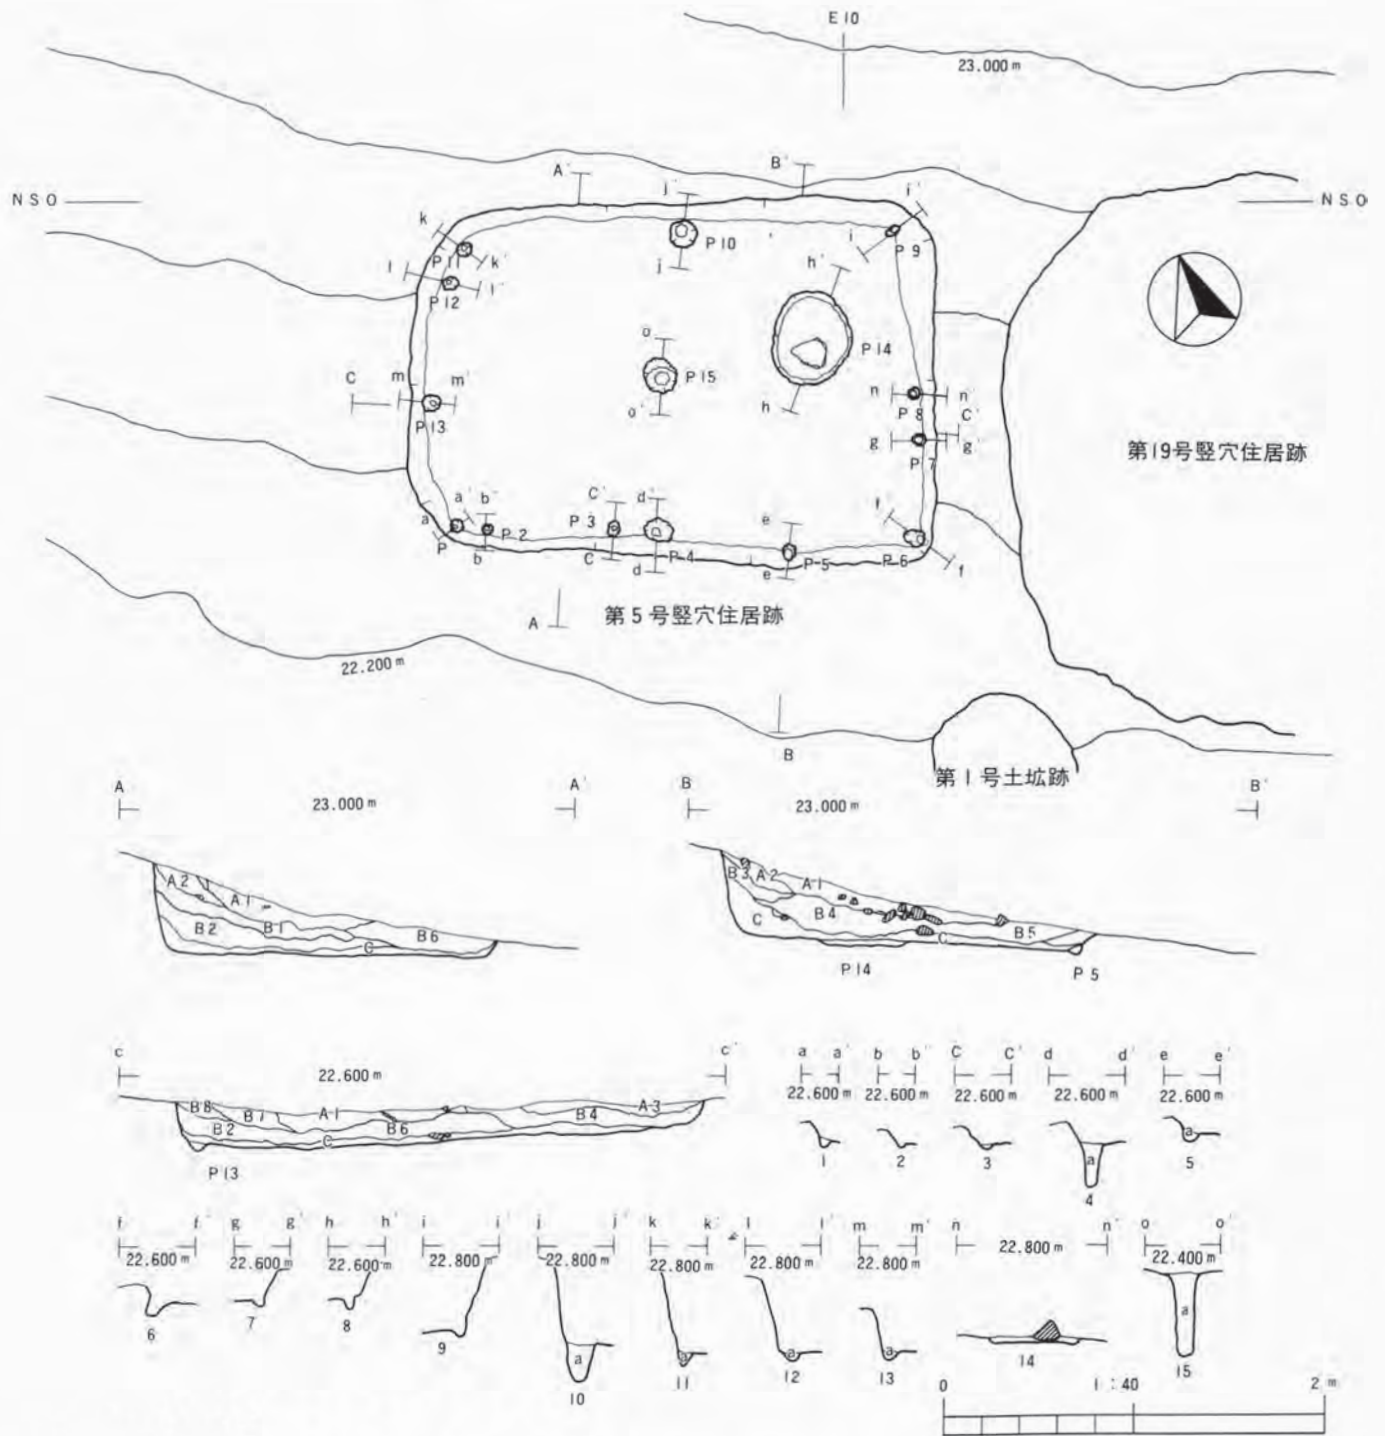 E10
23.000m
NSO
NSO
A'
B'
j'
i'
k
P10
i
P9
P11
k'
j
h'
l
P12
l'
o
P14
P15
C
m
m'
n
n'
P8
C'
P13
o'
h
g
g'
P7
第19号竪穴住居跡
a'
b'
C'
d'
e'
f'
a
P
P2
P3
P4
P5
P6
b
C
d
e
f
A
第5号竪穴住居跡
22.200m
B
第1号土拡跡
A
23.000m
A'
B
23.000m
B'
A2
A1
B1
B2
B6
C
B3
A2
A1
B4
C
B5
C
P14
P5
c
22.600m
c'
B8
B7
A1
B4
A3
B2
B6
C
P13
a a' b b' C C' d d' e e'
22.600m 22.600m 22.600m 22.600m 22.600m
a
a
1 2 3 4 5
f f' g g' h h' i i' j j' k k' l l' m m' n n' o o'
22.600m 22.600m 22.600m 22.800m 22.800m 22.800m 22.800m 22.800m 22.800m 22.400m
a a a a a
6 7 8 9 10 11 12 13 14 15
0 1:40 2m